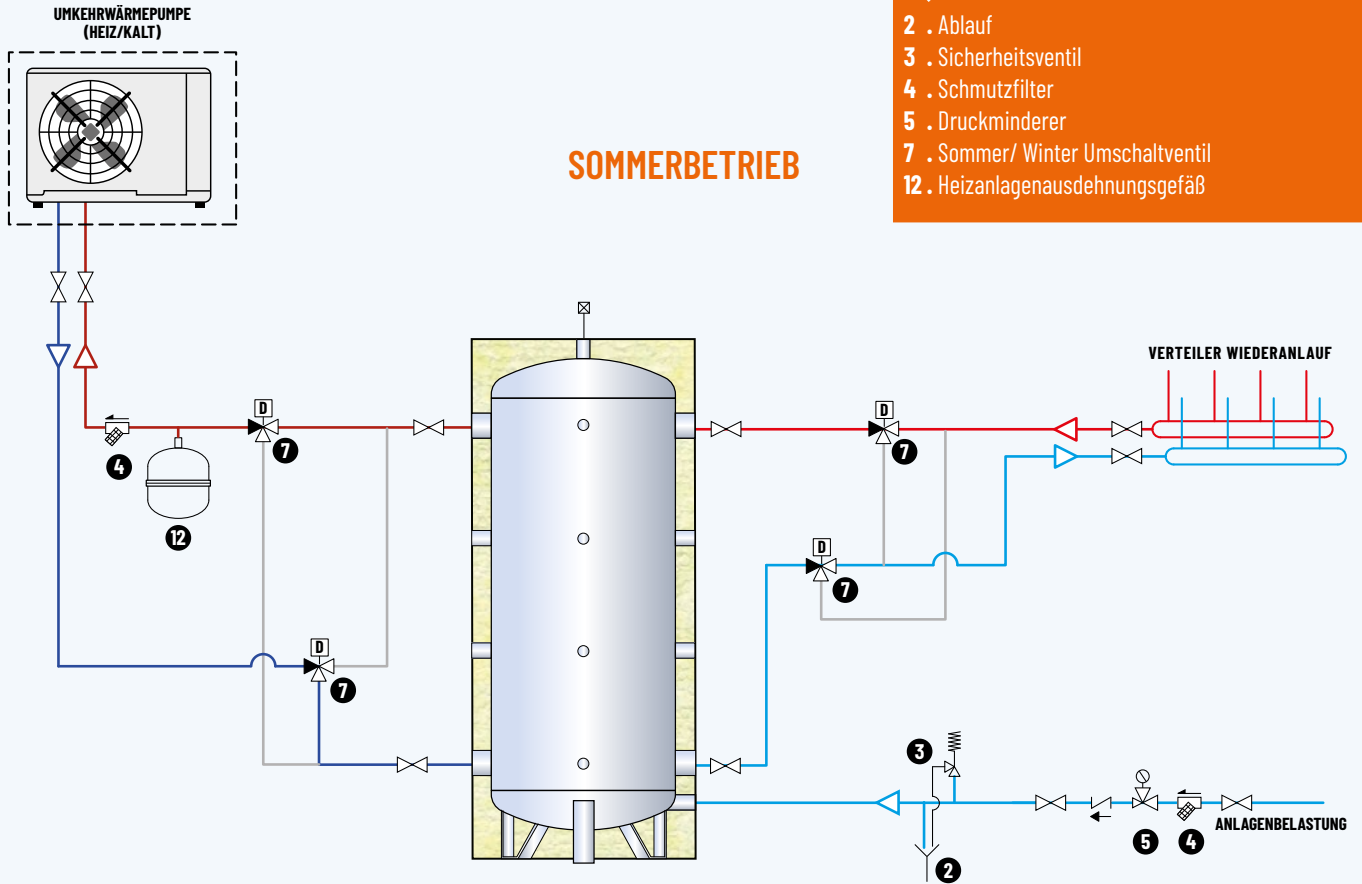 UMKEHRWÄRMEPUMPE
(HEIZ/KALT)
2 . Ablauf
3 . Sicherheitsventil
4 . Schmutzfilter
5 . Druckminderer
7 . Sommer/ Winter Umschaltventil
12 . Heizanlagenausdehnungsgefäß
SOMMERBETRIEB
VERTEILER WIEDERANLAUF
D
7
D
7
4
12
D
7
D
7
3
ANLAGENBELASTUNG
5
4
2